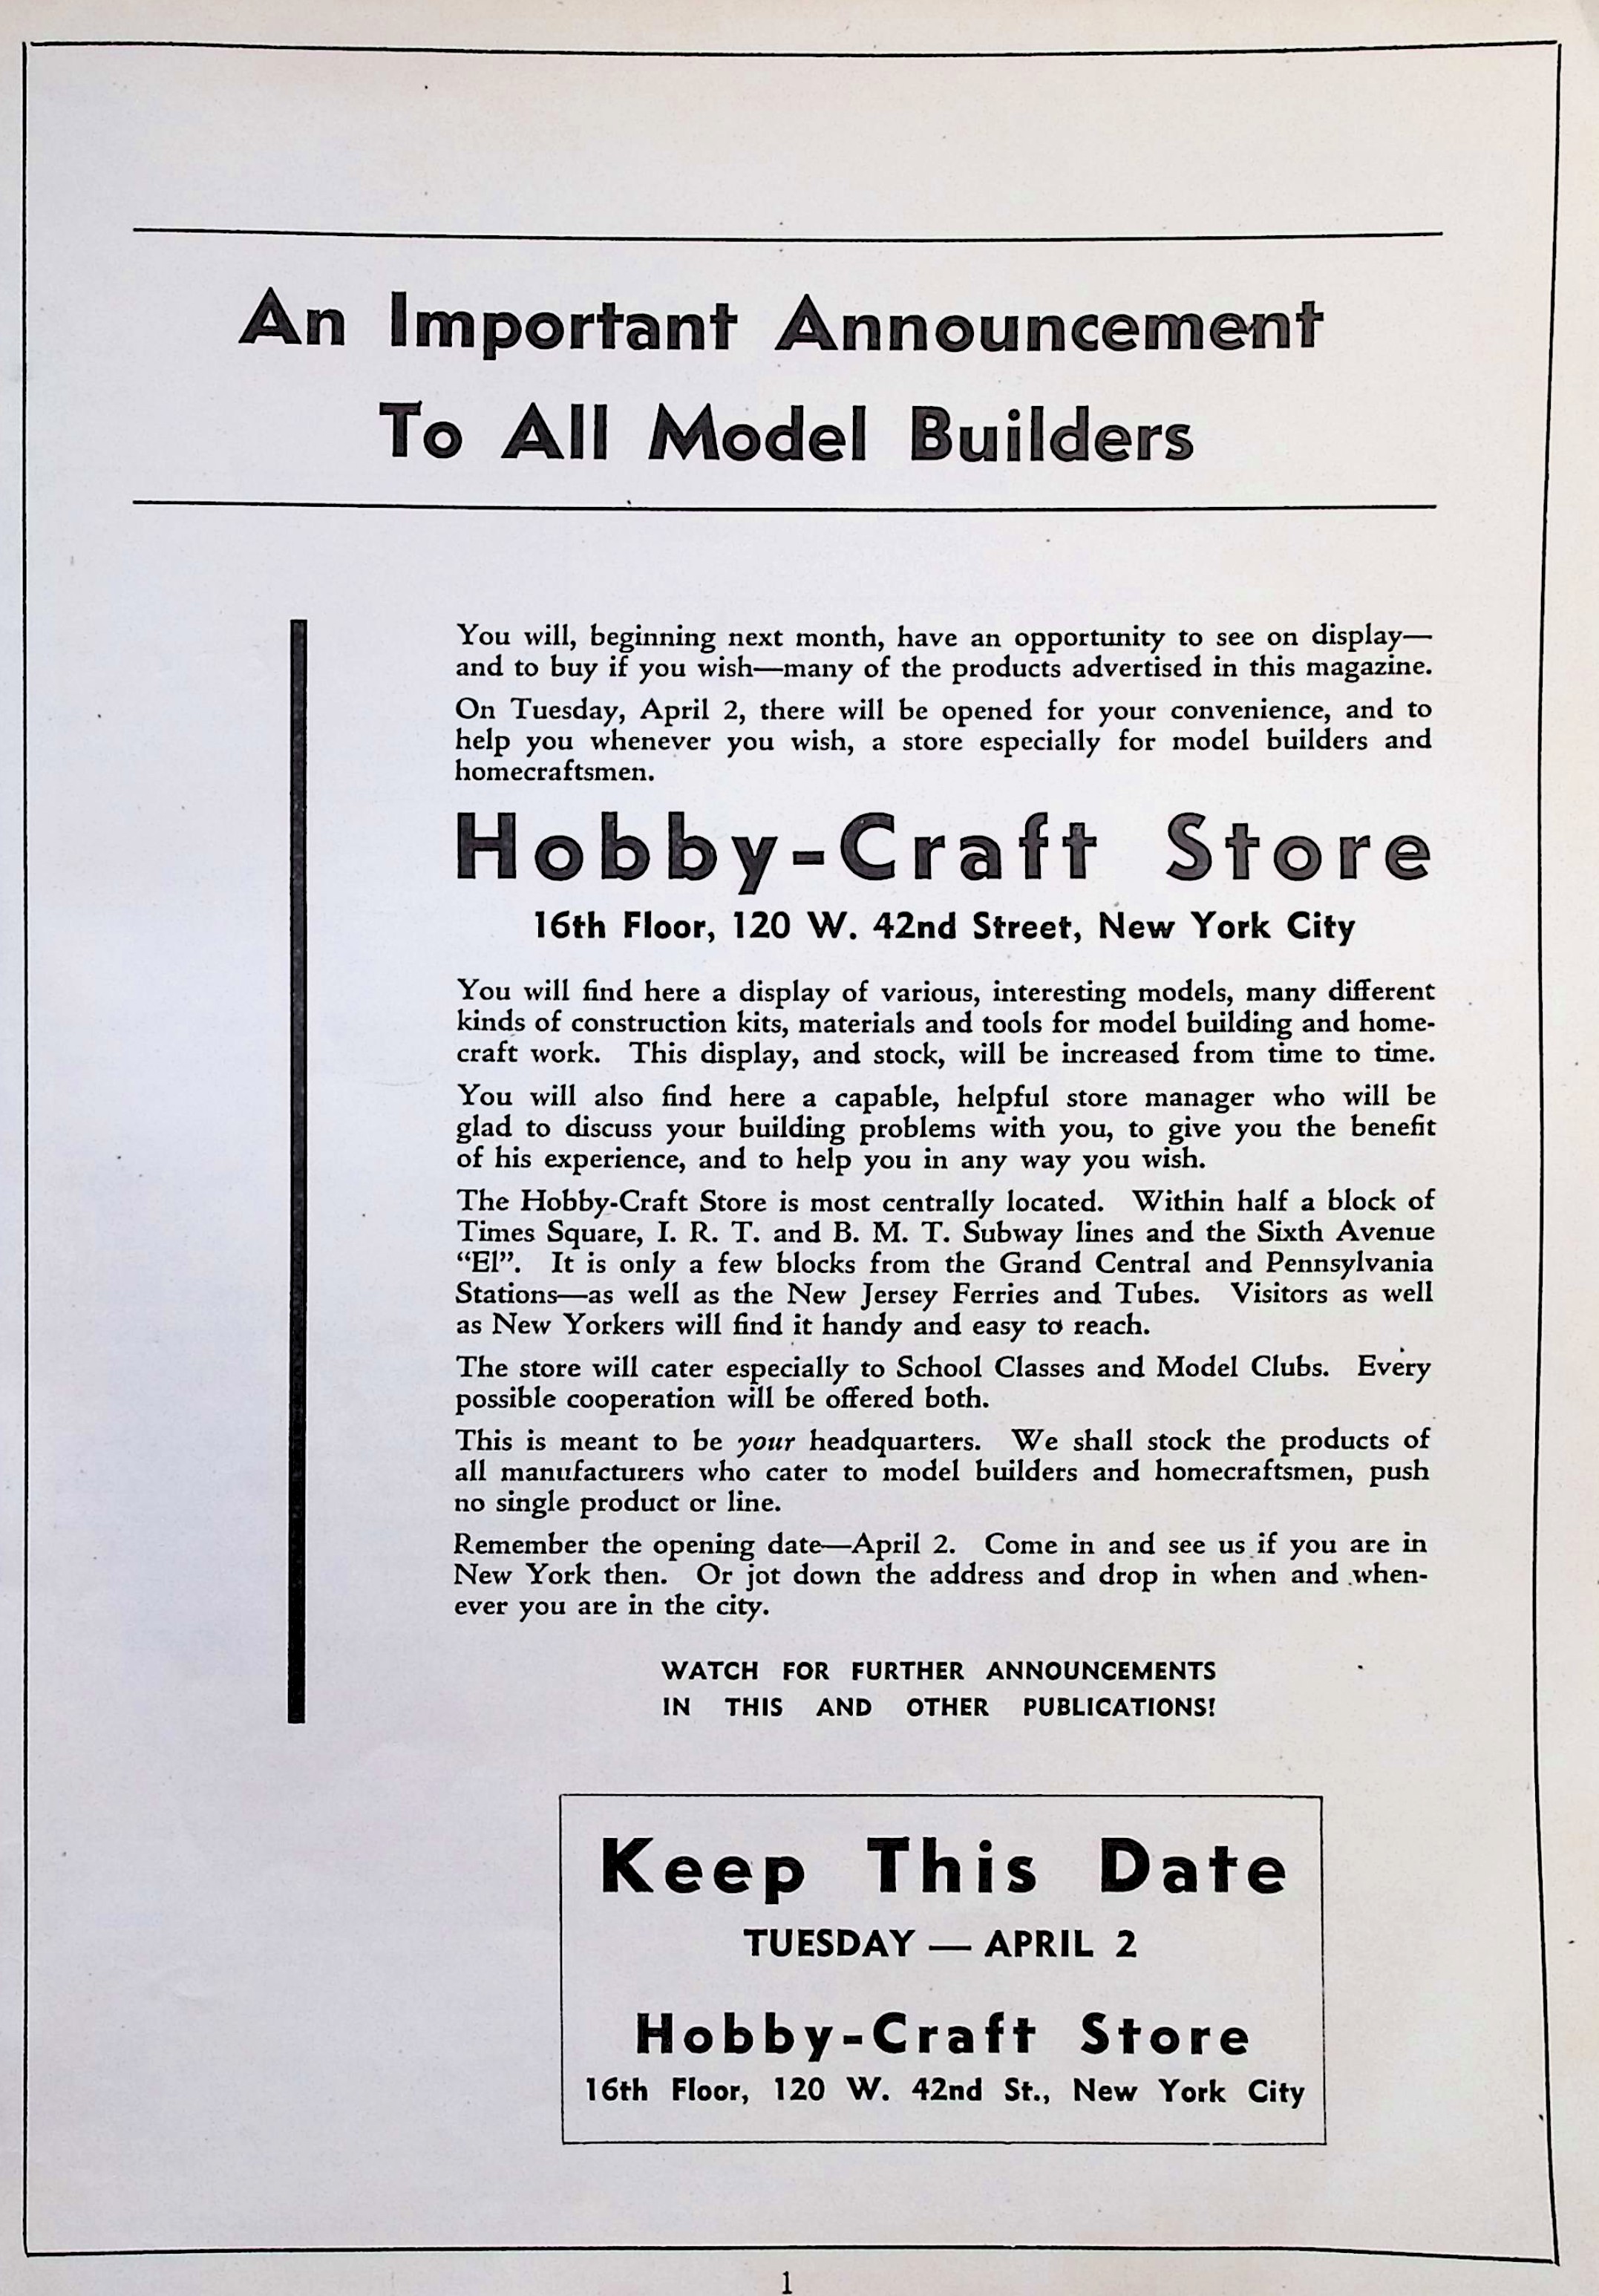 An Important Announcement
To All Model Builders
You will, beginning next month, have an opportunity to see on display—
and to buy if you wish—many of the products advertised in this magazine.
On Tuesday, April 2, there will be opened for your convenience, and to
help you whenever you wish, a store especially for model builders and
homecraftsmen.
Hobby-Craft Store
16th Floor, 120 W. 42nd Street, New York City
You will find here a display of various, interesting models, many different
kinds of construction kits, materials and tools for model building and home-
craft work. This display, and stock, will be increased from time to time.
You will also find here a capable, helpful store manager who will be
glad to discuss your building problems with you, to give you the benefit
of his experience, and to help you in any way you wish.
The Hobby-Craft Store is most centrally located. Within half a block of
Times Square, I. R. T. and B. M. T. Subway lines and the Sixth Avenue
“El”. It is only a few blocks from the Grand Central and Pennsylvania
Stations—as well as the New Jersey Ferries and Tubes. Visitors as well
as New Yorkers will find it handy and easy to reach.
The store will cater especially to School Classes and Model Clubs. Every
possible cooperation will be offered both.
This is meant to be your headquarters. We shall stock the products of
all manufacturers who cater to model builders and homecraftsmen, push
no single product or line.
Remember the opening date—April 2. Come in and see us if you are in
New York then. Or jot down the address and drop in when and when-
ever you are in the city.
WATCH FOR FURTHER ANNOUNCEMENTS
IN THIS AND OTHER PUBLICATIONS!
Keep This Date
TUESDAY — APRIL 2
Hobby-Craft Store
16th Floor, 120 W. 42nd St., New York City
1